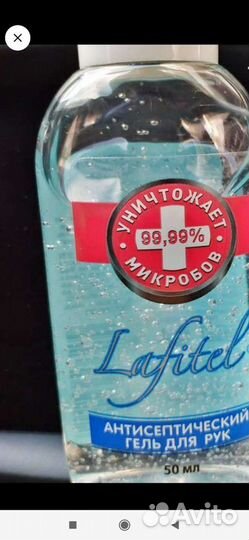 УНИЧТОЖАЕТ
99,99%
МИКРОБОВ
Lafitel
АНТИСЕПТИЧЕСКИЙ
ГЕЛЬ ДЛЯ РУК
50 мл
Avito